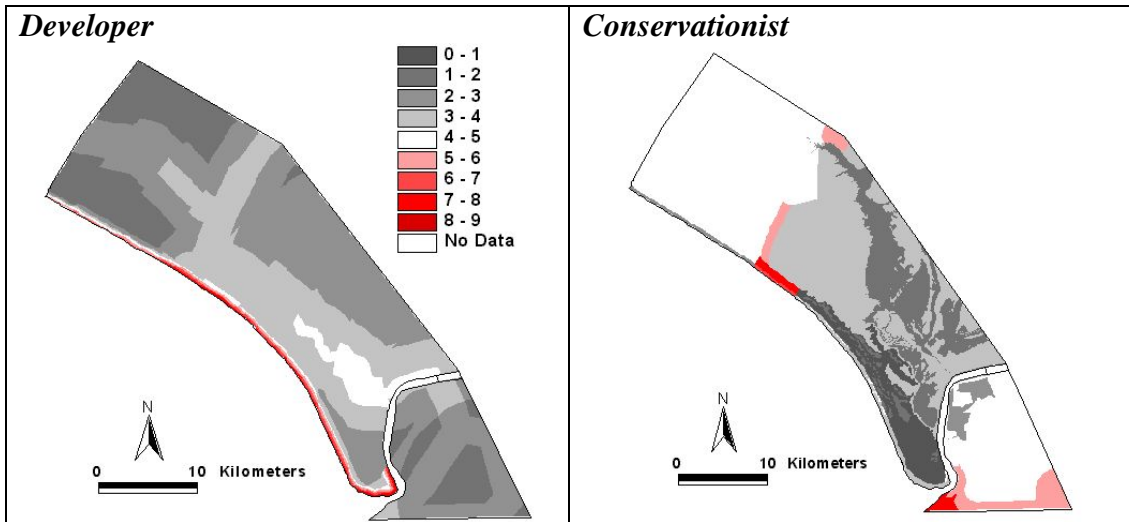 Developer
0 - 1
1 - 2
2 - 3
3 - 4
4 - 5
5 - 6
6 - 7
7 - 8
8 - 9
No Data
N
0 10 Kilometers
Conservationist
N
0 10 Kilometers